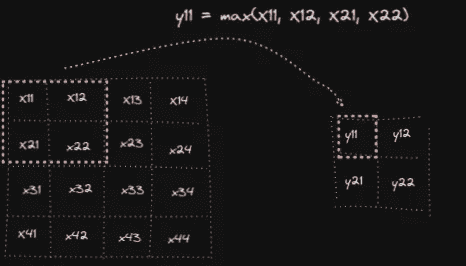 y11 = max(x11, x12, x21, x22)
x11 x12 x13 x14
x21 x22 x23 x24
x31 x32 x33 x34
x41 x42 x43 x44
y11 y12
y21 y22